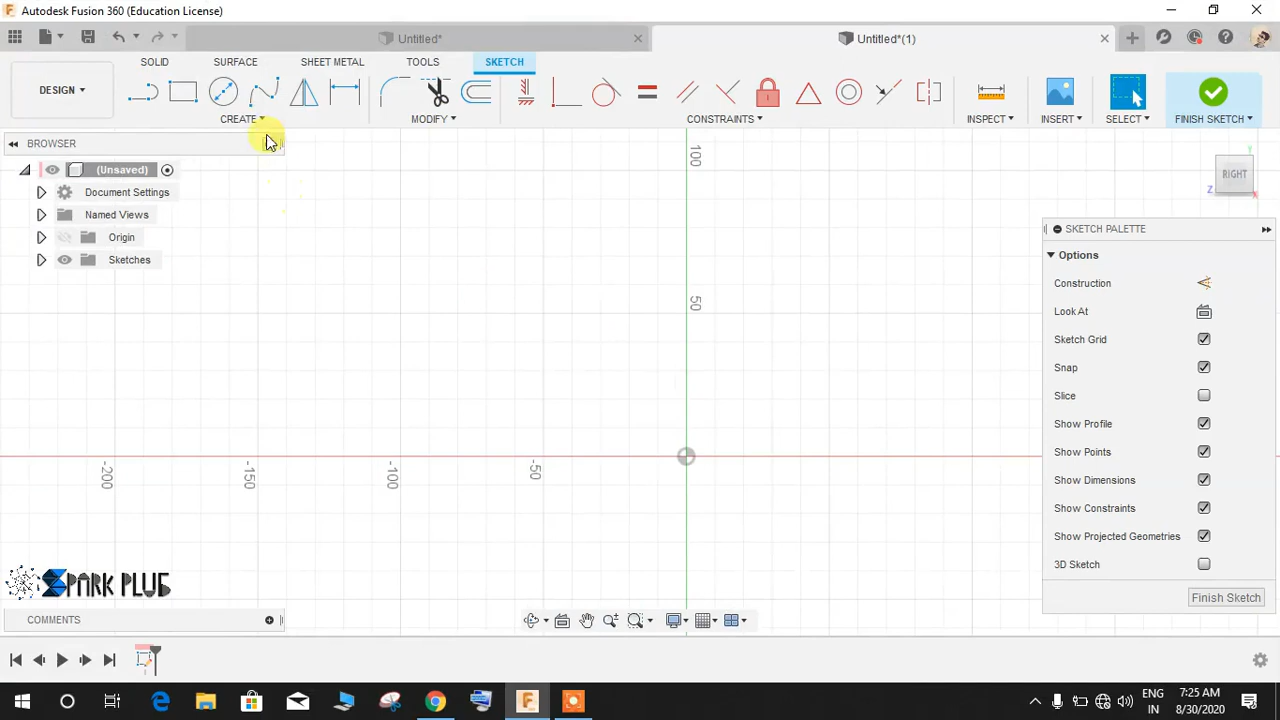 Autodesk Fusion 360 (Education License)
Untitled*
Untitled*(1)
SOLID
SURFACE
SHEET METAL
TOOLS
SKETCH
DESIGN
CREATE
MODIFY
CONSTRAINTS
INSPECT
INSERT
SELECT
FINISH SKETCH
BROWSER
(Unsaved)
Document Settings
Named Views
Origin
Sketches
100
50
-200
-150
-100
-50
RIGHT
Y
Z
X
SKETCH PALETTE
Options
Construction
Look At
Sketch Grid
Snap
Slice
Show Profile
Show Points
Show Dimensions
Show Constraints
Show Projected Geometries
3D Sketch
Finish Sketch
SPARK PLUG
COMMENTS
ENG
IN
7:25 AM
8/30/2020